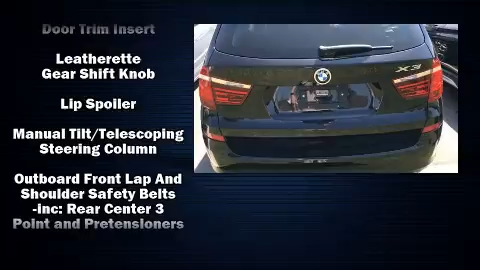 Door Trim Insert
Leatherette
Gear Shift Knob
Lip Spoiler
Manual Tilt/Telescoping
Steering Column
Outboard Front Lap And
Shoulder Safety Belts
-inc: Rear Center 3
Point and Pretensioners
X3